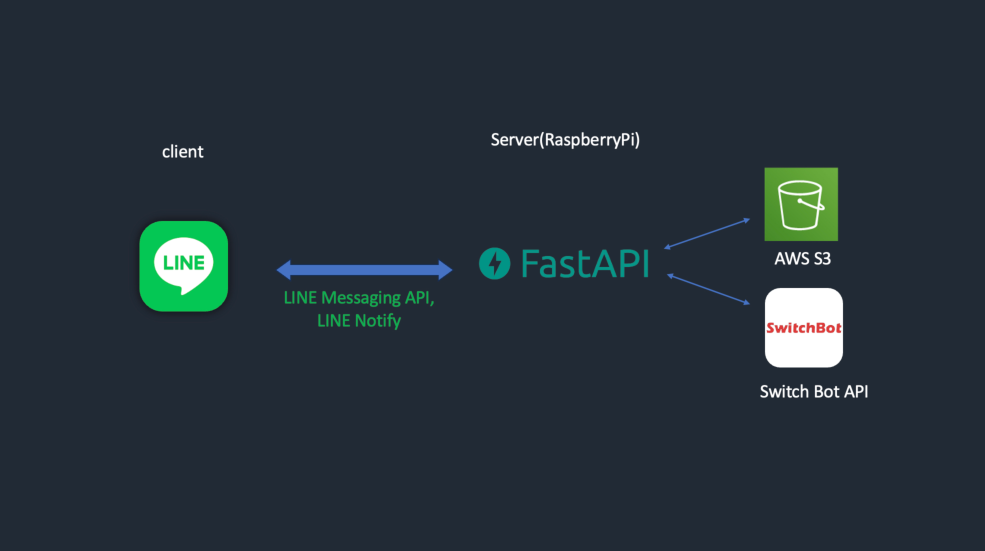 client
Server(RaspberryPi)
LINE
LINE Messaging API,
LINE Notify
FastAPI
AWS S3
SwitchBot
Switch Bot API